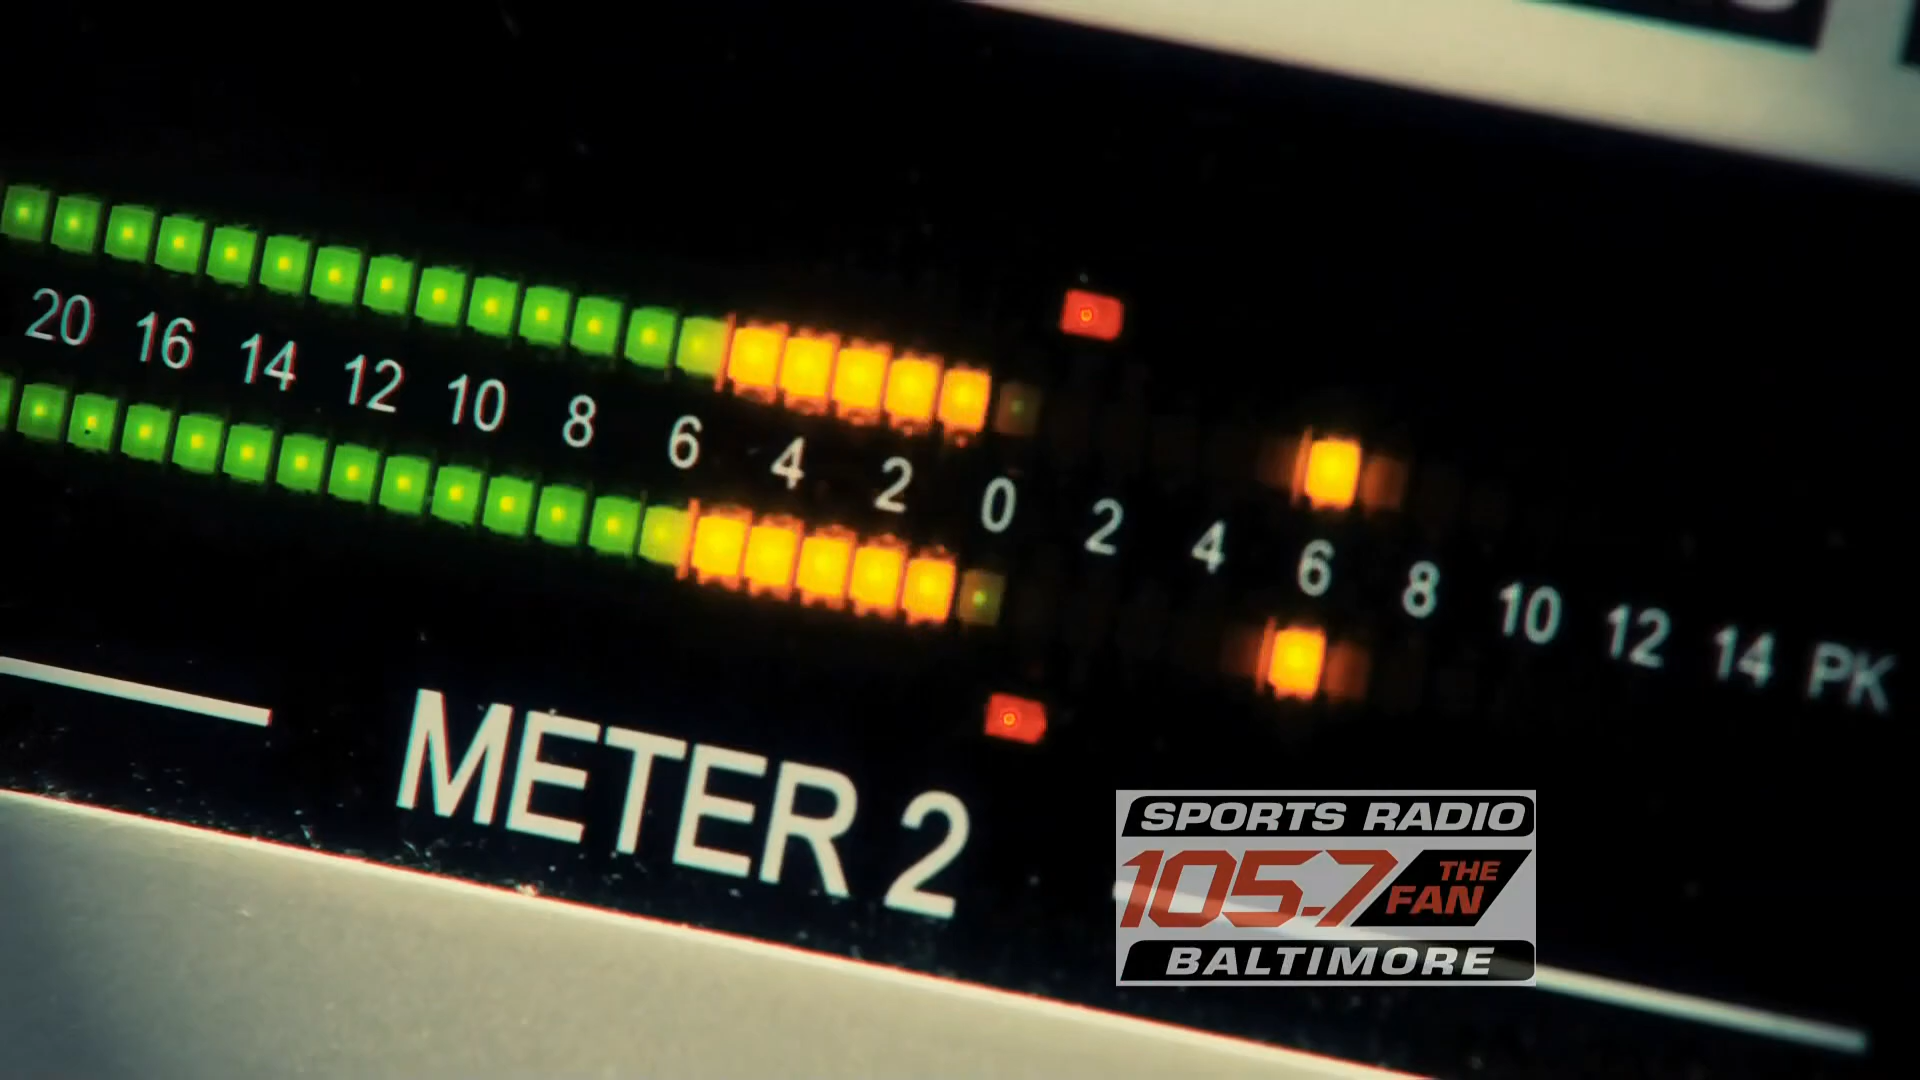 20 16 14 12 10 8 6 4 2 0 2 4 6 8 10 12 14 PK
METER 2
SPORTS RADIO
105.7 THE FAN
BALTIMORE